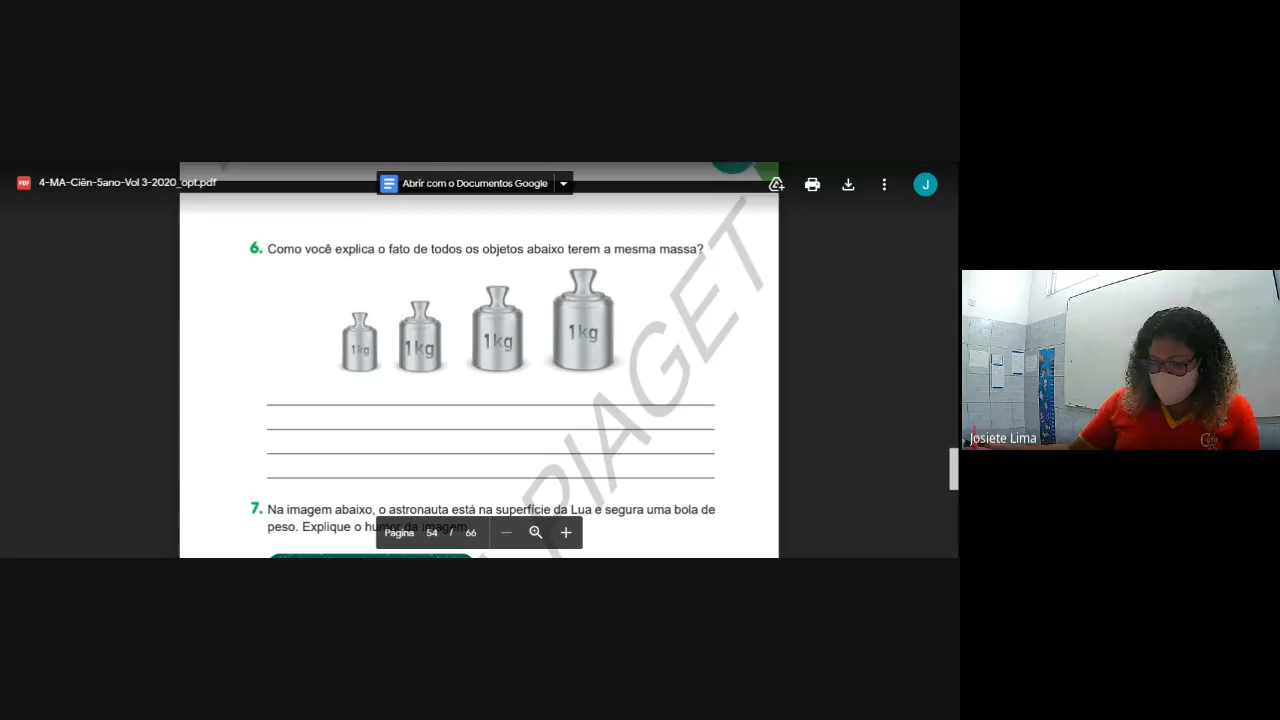 PDF
4-MA-Ciên-5ano-Vol 3-2020_opt.pdf
Abrir com o Documentos Google
J
6. Como você explica o fato de todos os objetos abaixo terem a mesma massa?
1kg
1kg
1kg
1kg
PIAGET
7. Na imagem abaixo, o astronauta está na superfície da Lua e segura uma bola de
peso. Explique o humor da imagem
Página 54 / 66
Josiete Lima